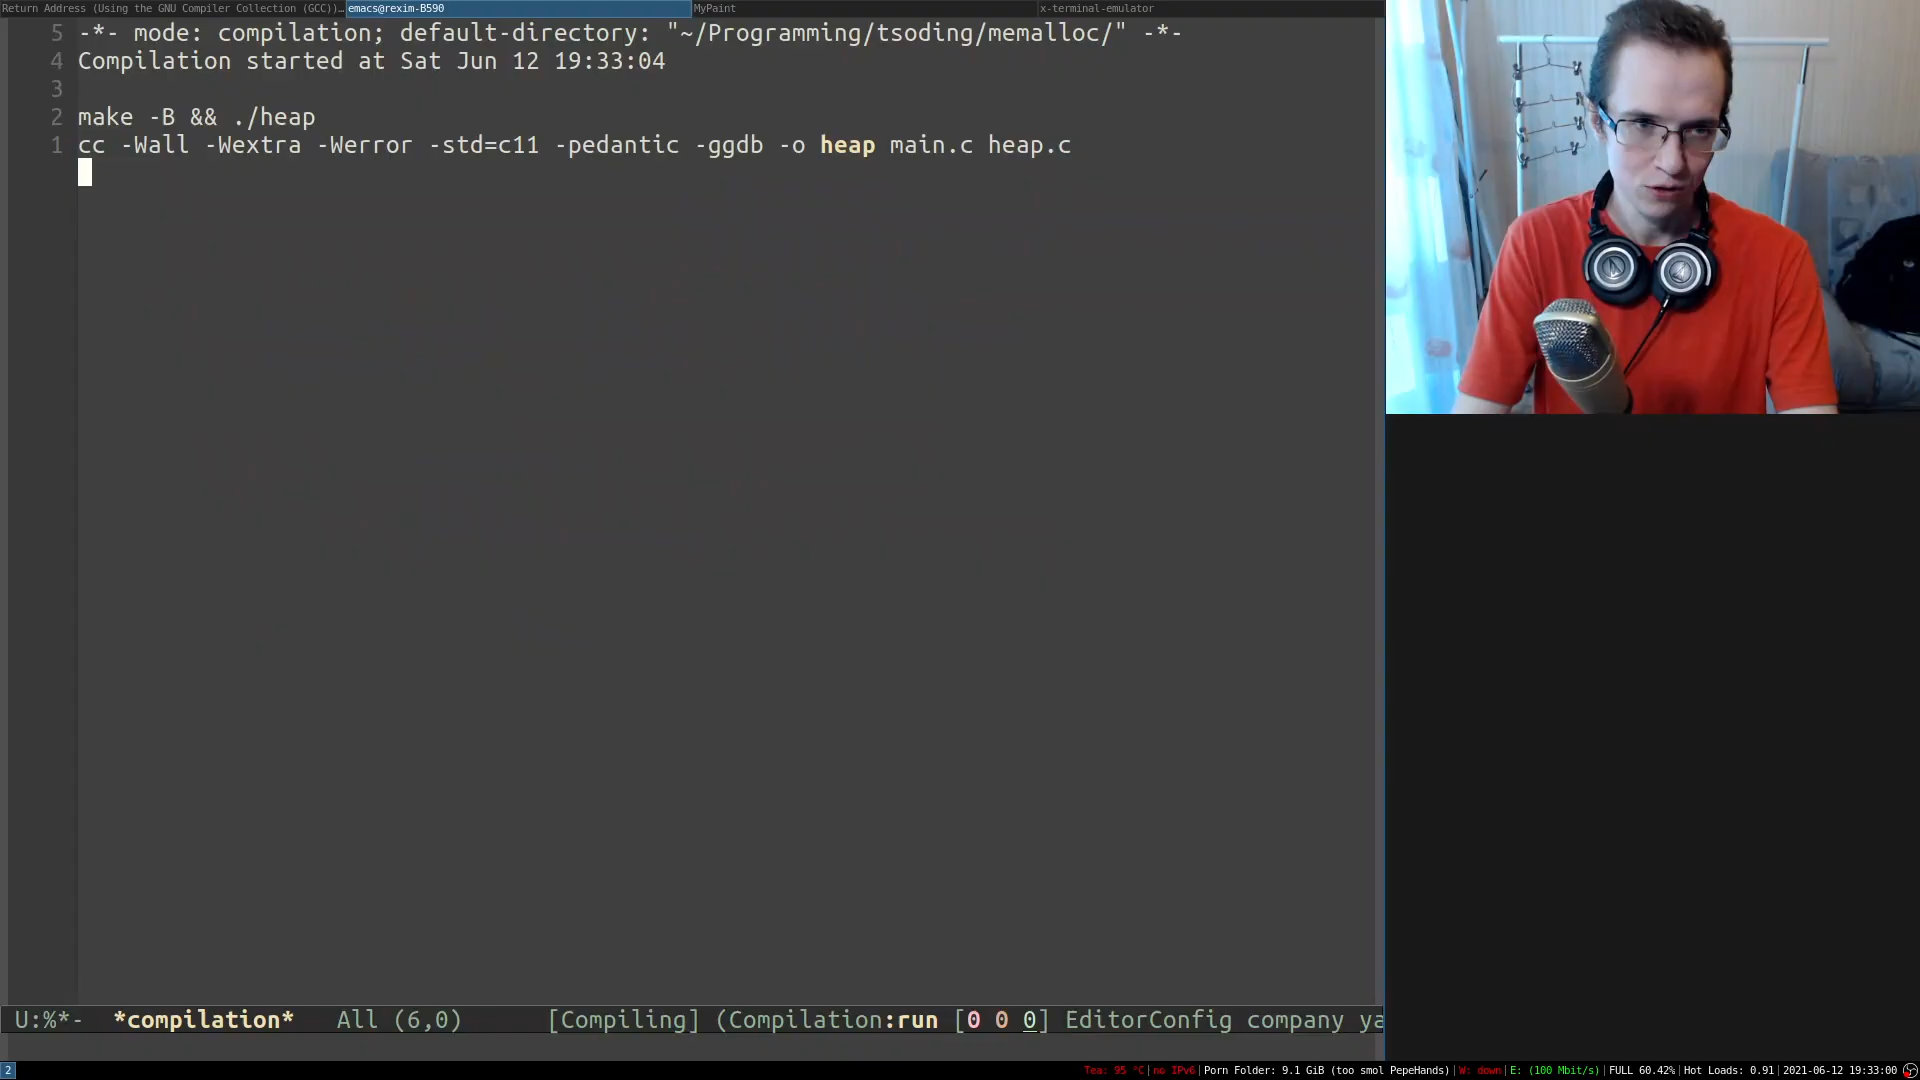 Return Address (Using the GNU Compiler Collection (GCC))… emacs@rexim-B590 MyPaint x-terminal-emulator
5 -*- mode: compilation; default-directory: "~/Programming/tsoding/memalloc/" -*-
4 Compilation started at Sat Jun 12 19:33:04
3
2 make -B && ./heap
1 cc -Wall -Wextra -Werror -std=c11 -pedantic -ggdb -o heap main.c heap.c
U:%*- *compilation* All (6,0) [Compiling] (Compilation:run [0 0 0] EditorConfig company ya
2 Tea: 95 °C|no IPv6|Porn Folder: 9.1 GiB (too smol PepeHands)|W: down|E: (100 Mbit/s)|FULL 60.42%|Hot Loads: 0.91|2021-06-12 19:33:00